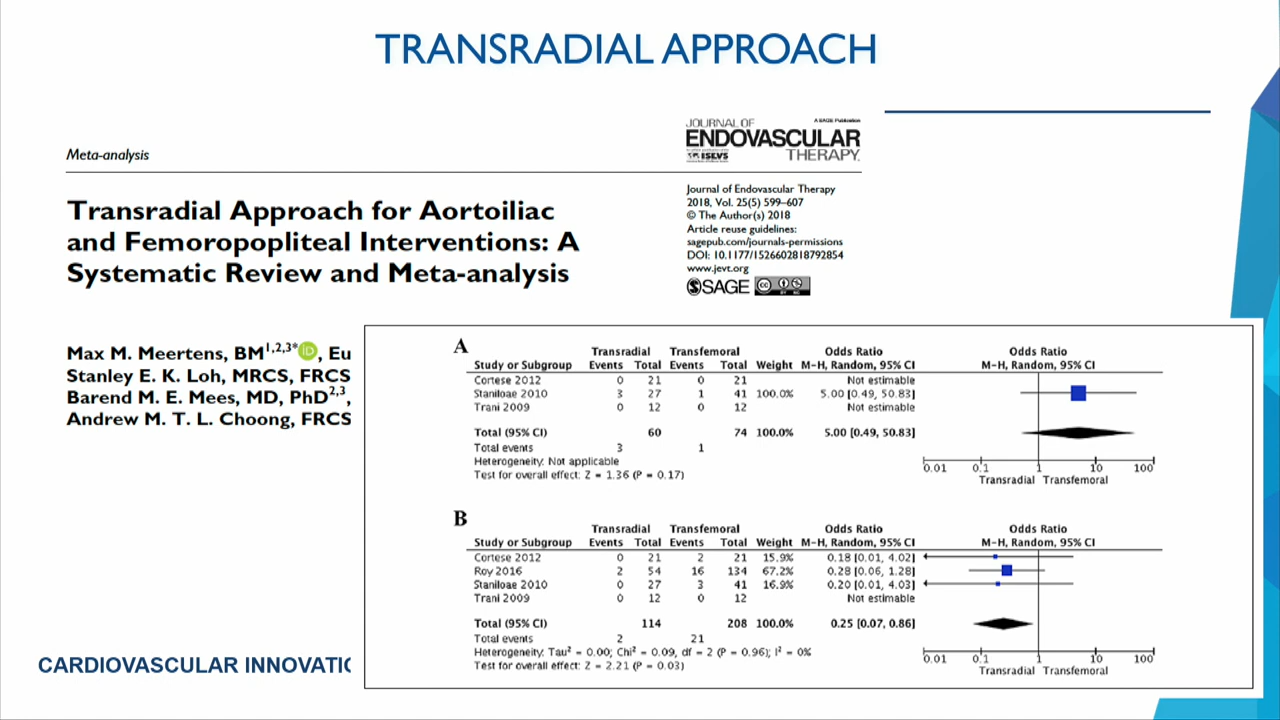 TRANSRADIAL APPROACH
JOURNAL OF
A SAGE Publication
ENDOVASCULAR
THERAPY
ISEVS
Meta-analysis
Transradial Approach for Aortoiliac
and Femoropopliteal Interventions: A
Systematic Review and Meta-analysis
Journal of Endovascular Therapy
2018, Vol. 25(5) 599–607
© The Author(s) 2018
Article reuse guidelines:
sagepub.com/journals-permissions
DOI: 10.1177/1526602818792854
www.jevt.org
SAGE
Max M. Meertens, BM1,2,3* iD, Eu
Stanley E. K. Loh, MRCS, FRCS
Barend M. E. Mees, MD, PhD2,3,
Andrew M. T. L. Choong, FRCS
CARDIOVASCULAR INNOVATIC
A
Transradial Transfemoral Odds Ratio Odds Ratio
Study or Subgroup Events Total Events Total Weight M-H, Random, 95% CI M-H, Random, 95% CI
Cortese 2012 0 21 0 21 Not estimable
Staniloae 2010 3 27 1 41 100.0% 5.00 [0.49, 50.83]
Trani 2009 0 12 0 12 Not estimable
Total (95% CI) 60 74 100.0% 5.00 [0.49, 50.83]
Total events 3 1
Heterogeneity: Not applicable
Test for overall effect: Z = 1.36 (P = 0.17)
0.01 0.1 1 10 100
Transradial Transfemoral
B
Transradial Transfemoral Odds Ratio Odds Ratio
Study or Subgroup Events Total Events Total Weight M-H, Random, 95% CI M-H, Random, 95% CI
Cortese 2012 0 21 2 21 15.9% 0.18 [0.01, 4.02]
Roy 2016 2 54 16 134 67.2% 0.28 [0.06, 1.28]
Staniloae 2010 0 27 3 41 16.9% 0.20 [0.01, 4.03]
Trani 2009 0 12 0 12 Not estimable
Total (95% CI) 114 208 100.0% 0.25 [0.07, 0.86]
Total events 2 21
Heterogeneity: Tau² = 0.00; Chi² = 0.09, df = 2 (P = 0.96); I² = 0%
Test for overall effect: Z = 2.21 (P = 0.03)
0.01 0.1 1 10 100
Transradial Transfemoral